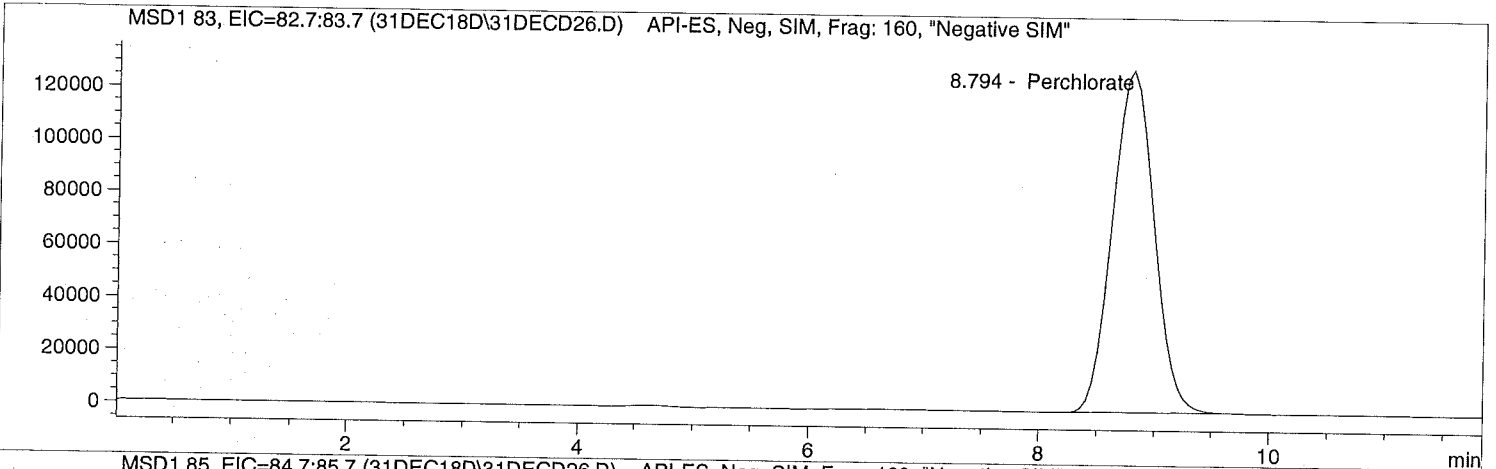 MSD1 83, EIC=82.7:83.7 (31DEC18D\31DECD26.D) API-ES, Neg, SIM, Frag: 160, "Negative SIM"
120000
8.794 - Perchlorate
100000
80000
60000
40000
20000
0
2 4 6 8 10 min
MSD1 85, EIC=84.7:85.7 (31DEC18D\31DECD26.D) API-ES, Neg, SIM,